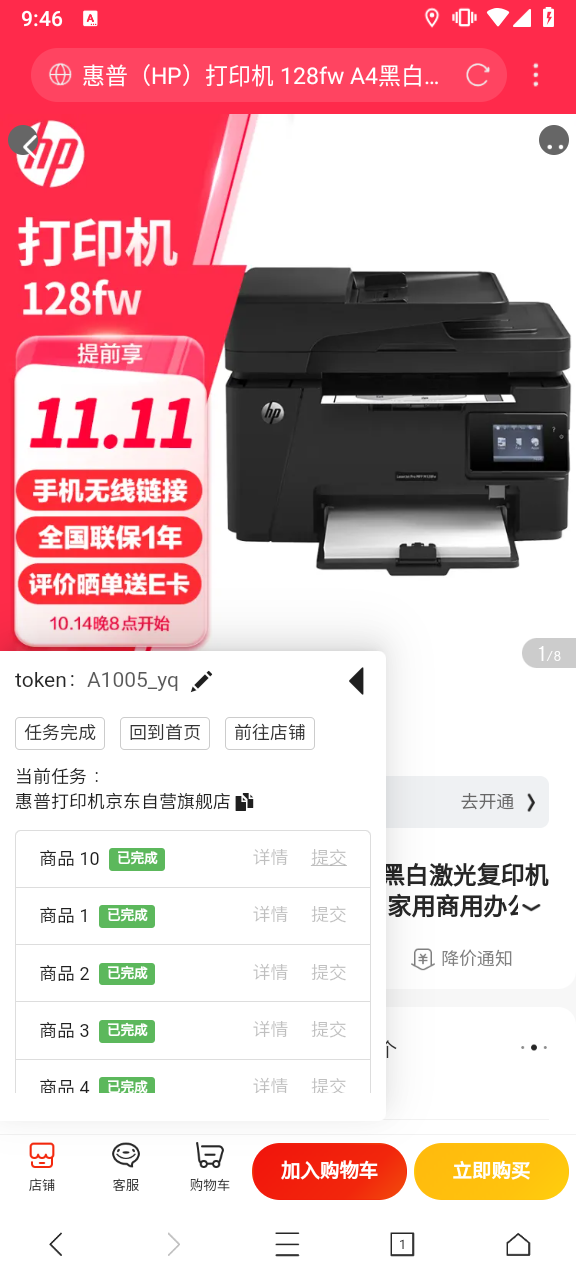 9:46
A
惠普（HP）打印机 128fw A4黑白…
hp
打印机
128fw
提前享
11.11
手机无线链接
全国联保1年
评价晒单送E卡
10.14晚8点开始
hp
1/8
token： A1005_yq
任务完成 回到首页 前往店铺
当前任务 ：
惠普打印机京东自营旗舰店
去开通
商品 10 已完成 详情 提交
商品 1 已完成 详情 提交
商品 2 已完成 详情 提交
商品 3 已完成 详情 提交
商品 4 已完成 详情 提交
黑白激光复印机
家用商用办公
降价通知
个
店铺
客服
购物车
加入购物车
立即购买
1